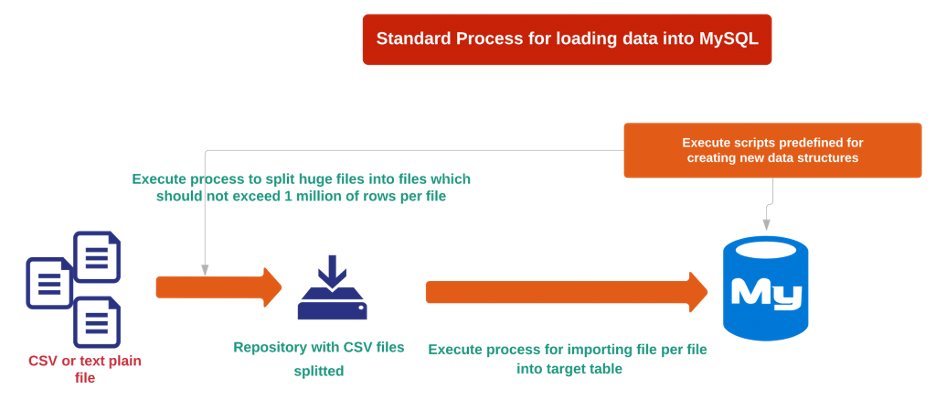 Standard Process for loading data into MySQL
Execute scripts predefined for
creating new data structures
Execute process to split huge files into files which
should not exceed 1 million of rows per file
My
CSV or text plain
file
Repository with CSV files
splitted
Execute process for importing file per file
into target table